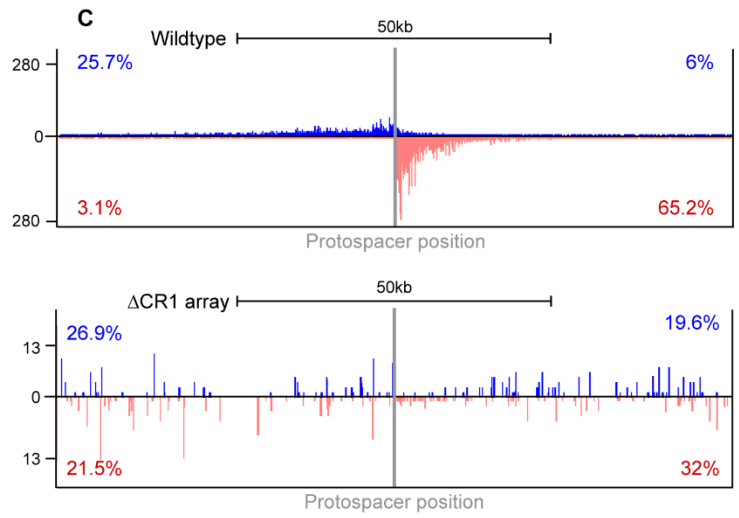 C
Wildtype
50kb
280
25.7%
6%
0
3.1%
65.2%
280
Protospacer position
ΔCR1 array
50kb
26.9%
19.6%
13
0
13
21.5%
32%
Protospacer position